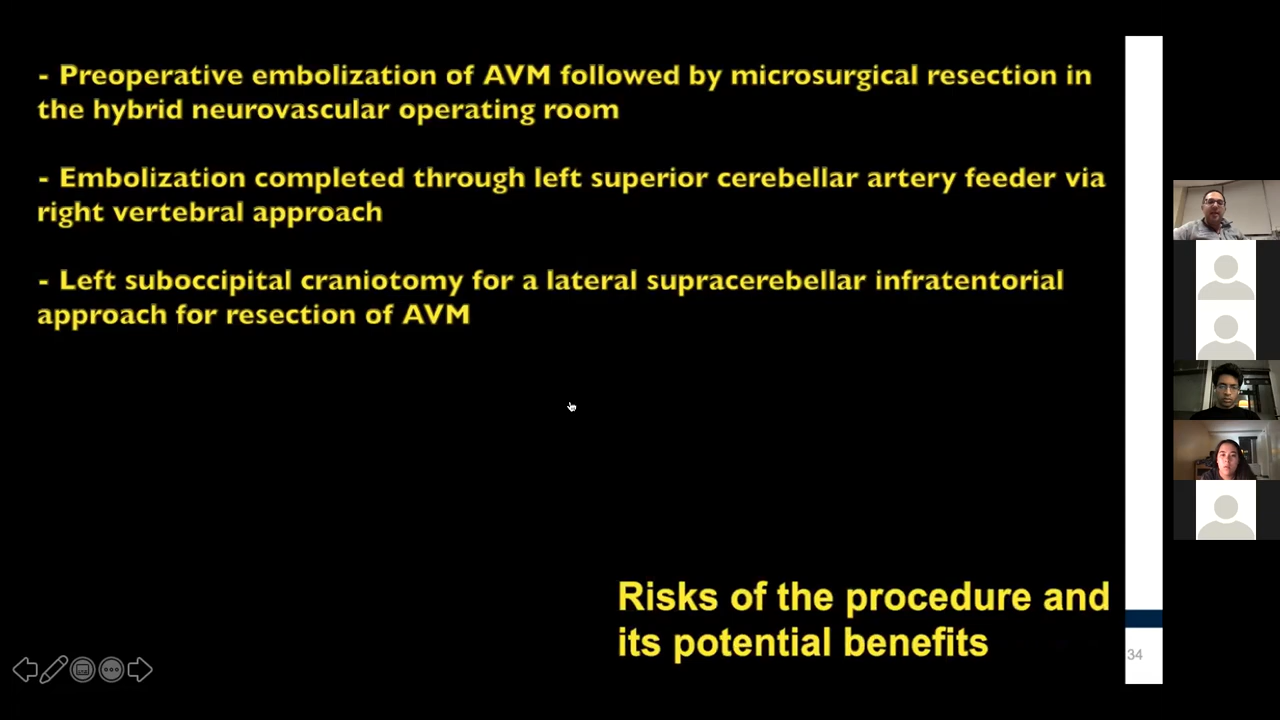 - Preoperative embolization of AVM followed by microsurgical resection in
the hybrid neurovascular operating room
- Embolization completed through left superior cerebellar artery feeder via
right vertebral approach
- Left suboccipital craniotomy for a lateral supracerebellar infratentorial
approach for resection of AVM
Risks of the procedure and
its potential benefits
34